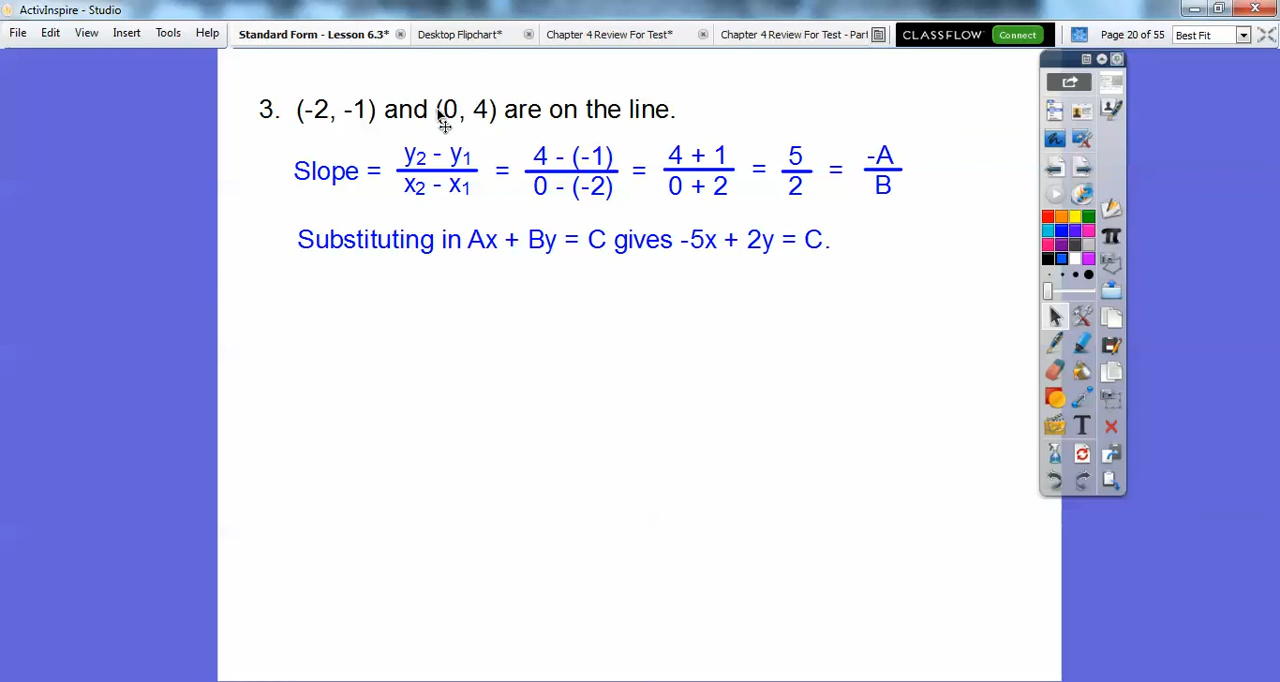 ActivInspire - Studio
File Edit View Insert Tools Help Standard Form - Lesson 6.3* Desktop Flipchart* Chapter 4 Review For Test* Chapter 4 Review For Test - Part CLASSFLOW Connect Page 20 of 55 Best Fit
3. (-2, -1) and (0, 4) are on the line.
Slope = y2 - y1 / x2 - x1 = 4 - (-1) / 0 - (-2) = 4 + 1 / 0 + 2 = 5 / 2 = -A / B
Substituting in Ax + By = C gives -5x + 2y = C.